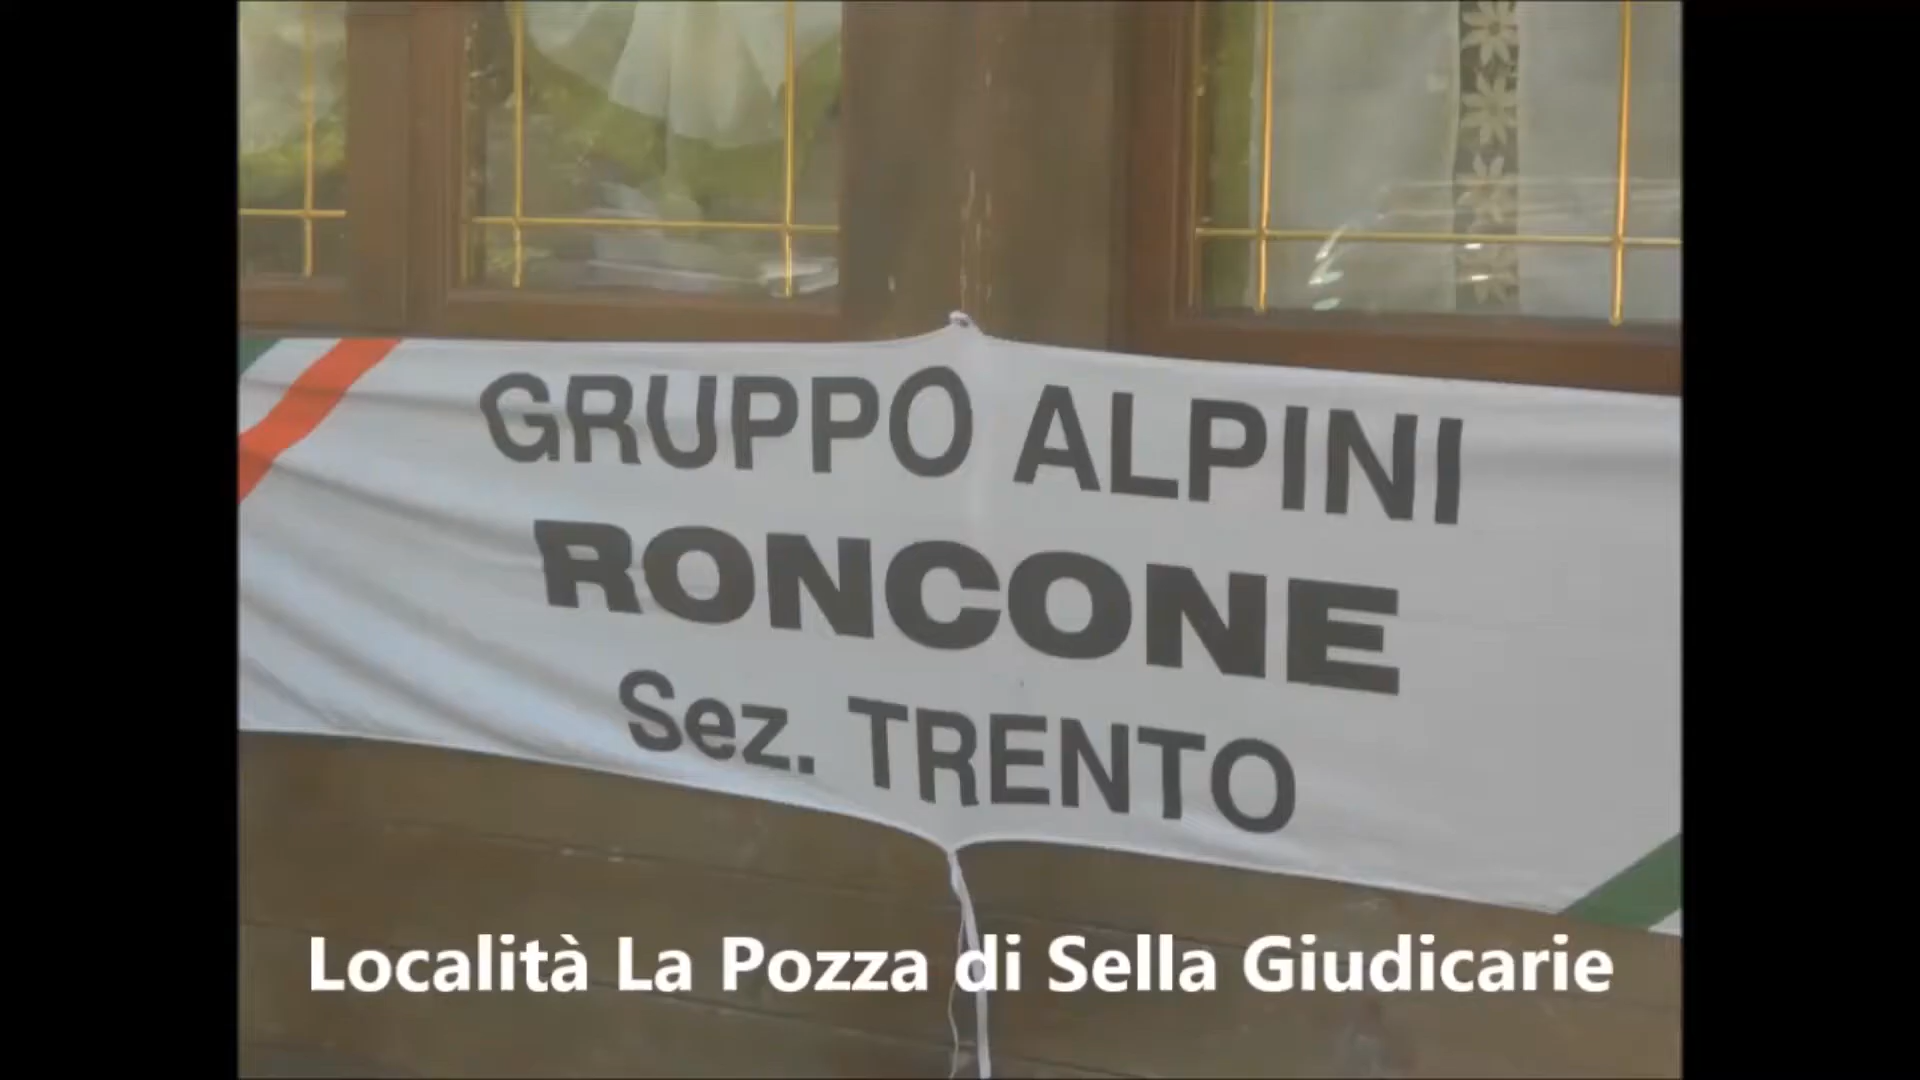 GRUPPO ALPINI
RONCONE
Sez. TRENTO
Località La Pozza di Sella Giudicarie